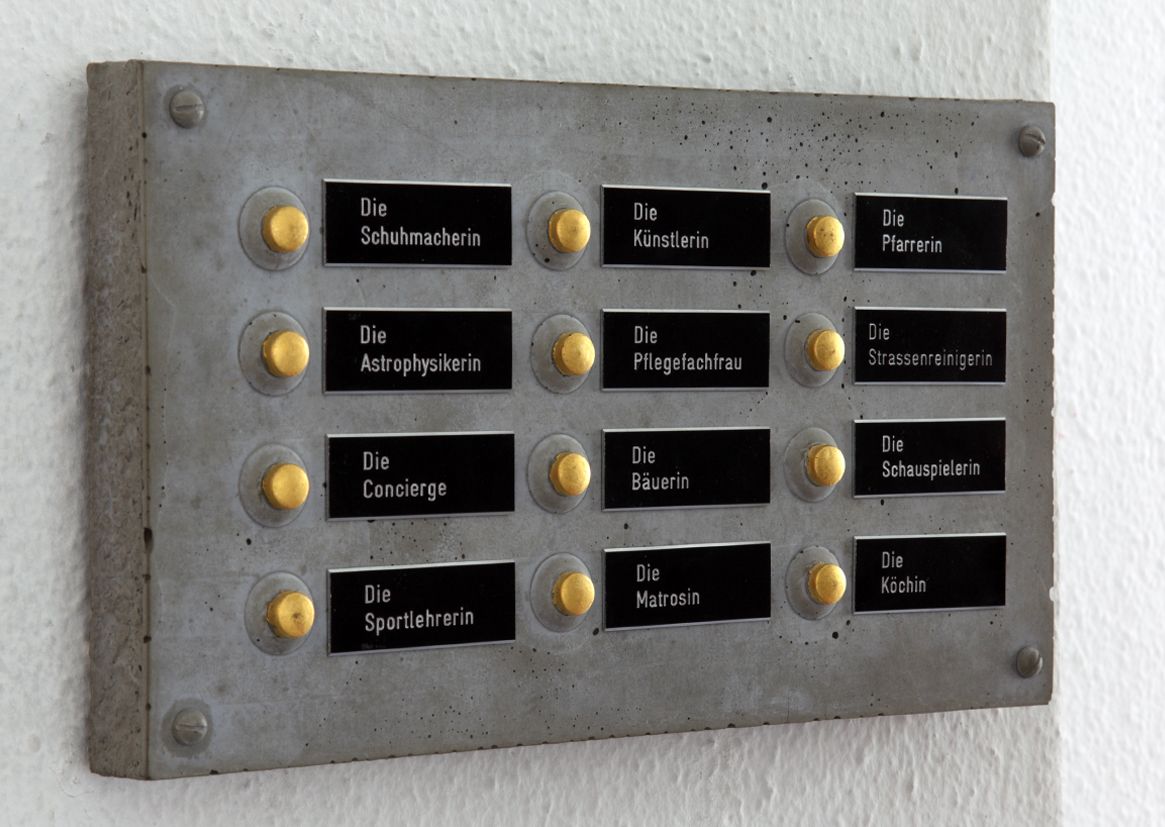 Die
Schuhmacherin
Die
Künstlerin
Die
Pfarrerin
Die
Astrophysikerin
Die
Pflegefachfrau
Die
Strassenreinigerin
Die
Concierge
Die
Bäuerin
Die
Schauspielerin
Die
Sportlehrerin
Die
Matrosin
Die
Köchin